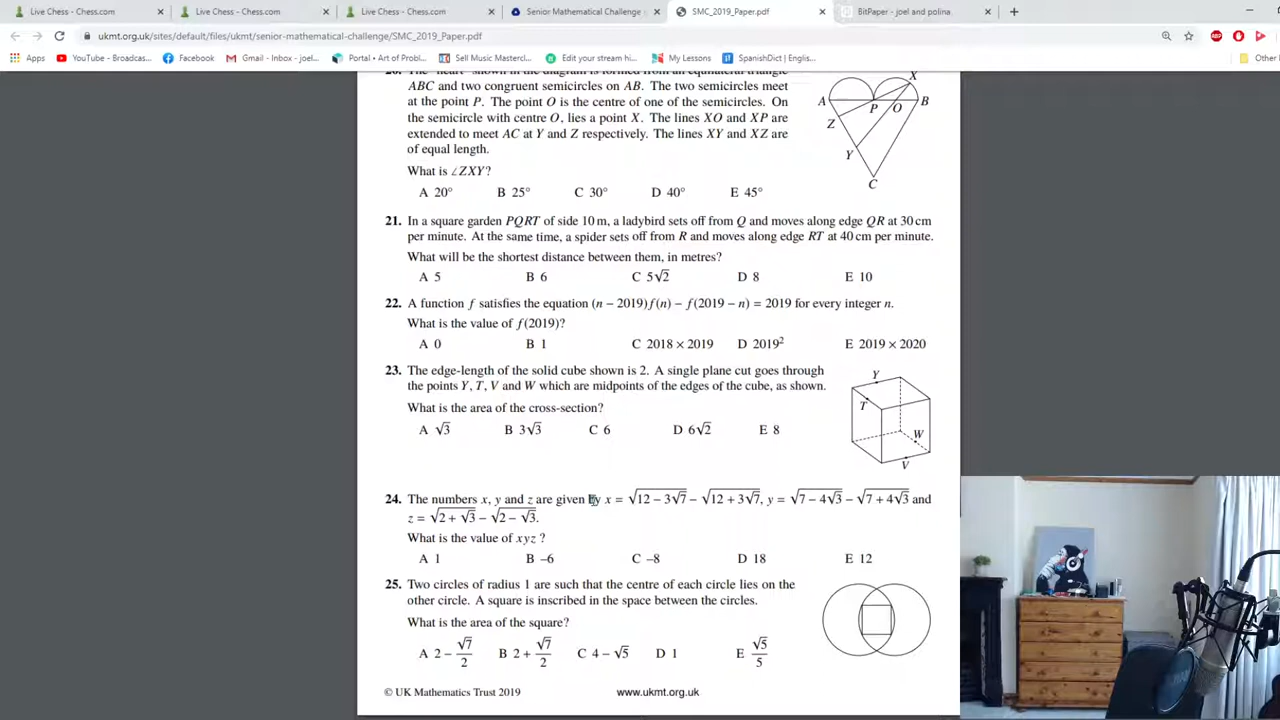 Live Chess - Chess.com
Live Chess - Chess.com
Live Chess - Chess.com
Senior Mathematical Challenge
SMC_2019_Paper.pdf
BitPaper - joel and polina
ukmt.org.uk/sites/default/files/ukmt/senior-mathematical-challenge/SMC_2019_Paper.pdf
Apps YouTube - Broadcas... Facebook Gmail - Inbox - joel... Portal • Art of Probl... Sell Music Mastercl... Edit your stream hi... My Lessons SpanishDict | Englis... Other
20. The "heart" shown in the diagram is formed from an equilateral triangle
ABC and two congruent semicircles on AB. The two semicircles meet
at the point P. The point O is the centre of one of the semicircles. On
the semicircle with centre O, lies a point X. The lines XO and XP are
extended to meet AC at Y and Z respectively. The lines XY and XZ are
of equal length.
What is ∠ZXY?
A 20° B 25° C 30° D 40° E 45°
X
A
B
P
O
Z
Y
C
21. In a square garden PQRT of side 10 m, a ladybird sets off from Q and moves along edge QR at 30 cm
per minute. At the same time, a spider sets off from R and moves along edge RT at 40 cm per minute.
What will be the shortest distance between them, in metres?
A 5 B 6 C 5√2 D 8 E 10
22. A function f satisfies the equation (n − 2019)f(n) − f(2019 − n) = 2019 for every integer n.
What is the value of f(2019)?
A 0 B 1 C 2018 × 2019 D 2019² E 2019 × 2020
23. The edge-length of the solid cube shown is 2. A single plane cut goes through
the points Y, T, V and W which are midpoints of the edges of the cube, as shown.
What is the area of the cross-section?
A √3 B 3√3 C 6 D 6√2 E 8
Y
T
W
V
24. The numbers x, y and z are given by x = √(12 − 3√7) − √(12 + 3√7), y = √(7 − 4√3) − √(7 + 4√3) and
z = √(2 + √3) − √(2 − √3).
What is the value of xyz ?
A 1 B −6 C −8 D 18 E 12
25. Two circles of radius 1 are such that the centre of each circle lies on the
other circle. A square is inscribed in the space between the circles.
What is the area of the square?
A 2 − √7/2 B 2 + √7/2 C 4 − √5 D 1 E √5/5
© UK Mathematics Trust 2019 www.ukmt.org.uk